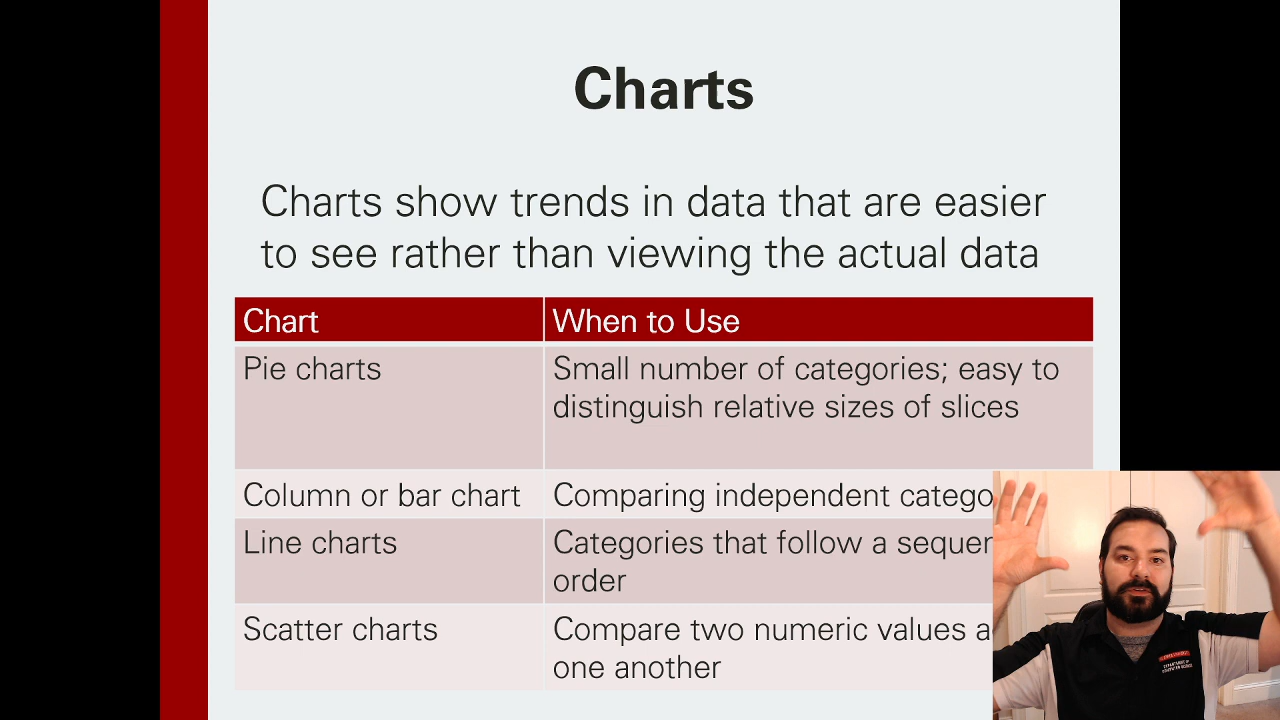 Charts
Charts show trends in data that are easier
to see rather than viewing the actual data
Chart When to Use
Pie charts Small number of categories; easy to
distinguish relative sizes of slices
Column or bar chart Comparing independent
Line charts Categories that follow a
order
Scatter charts Compare two numeric values
one another